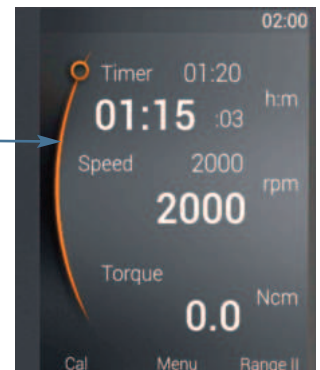 02:00
Timer 01:20
01:15 :03 h:m
Speed 2000
2000 rpm
Torque
0.0 Ncm
Cal Menu Range II